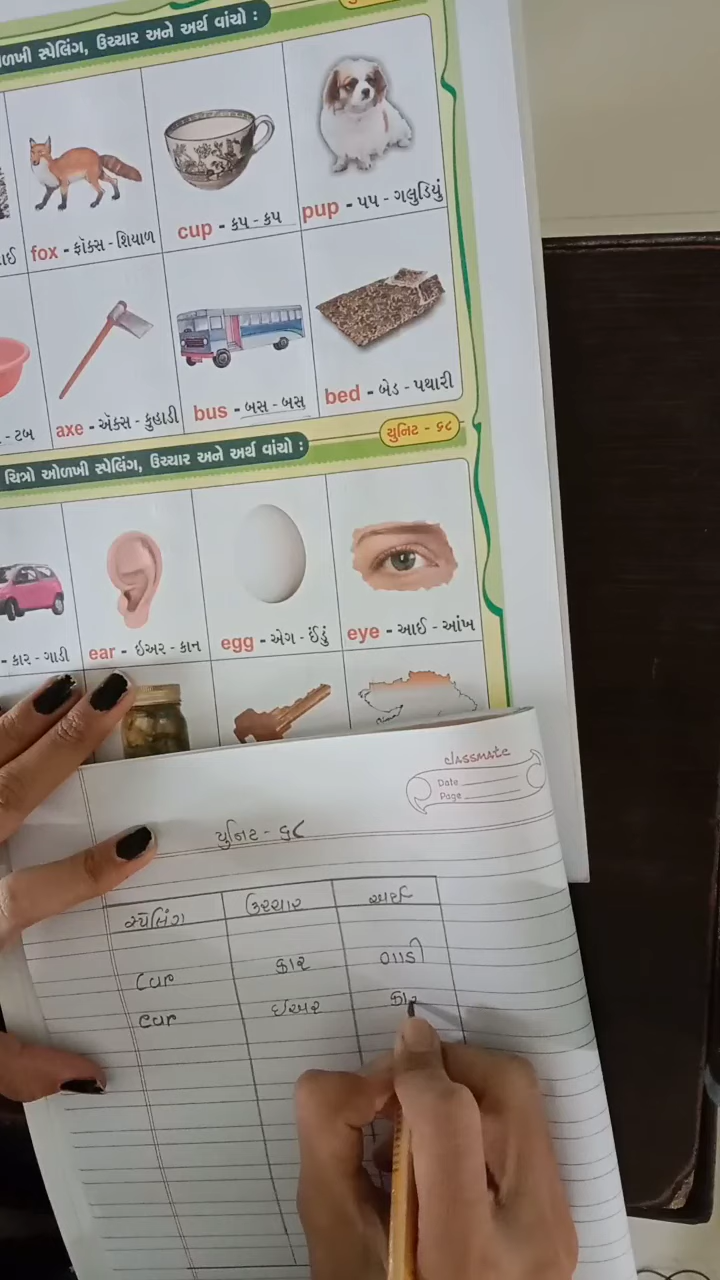 ળખી સ્પેલિંગ, ઉચ્ચાર અને અર્થ વાંચો :
ાઈ fox - ફૉક્સ - શિયાળ cup - કપ - કપ pup - પપ - ગલુડિયું
- ટબ axe - ઍક્સ - કુહાડી bus - બસ - બસ bed - બેડ - પથારી
યુનિટ - ૬૮
ચિત્રો ઓળખી સ્પેલિંગ, ઉચ્ચાર અને અર્થ વાંચો :
- કાર - ગાડી ear - ઇઅર - કાન egg - એગ - ઈંડું eye - આઈ - આંખ
classmate
Date
Page
યુનિટ - ૬૮
સ્પેલિંગ ઉચ્ચાર અર્થ
Car કાર ગાડી
ear ઈઅર